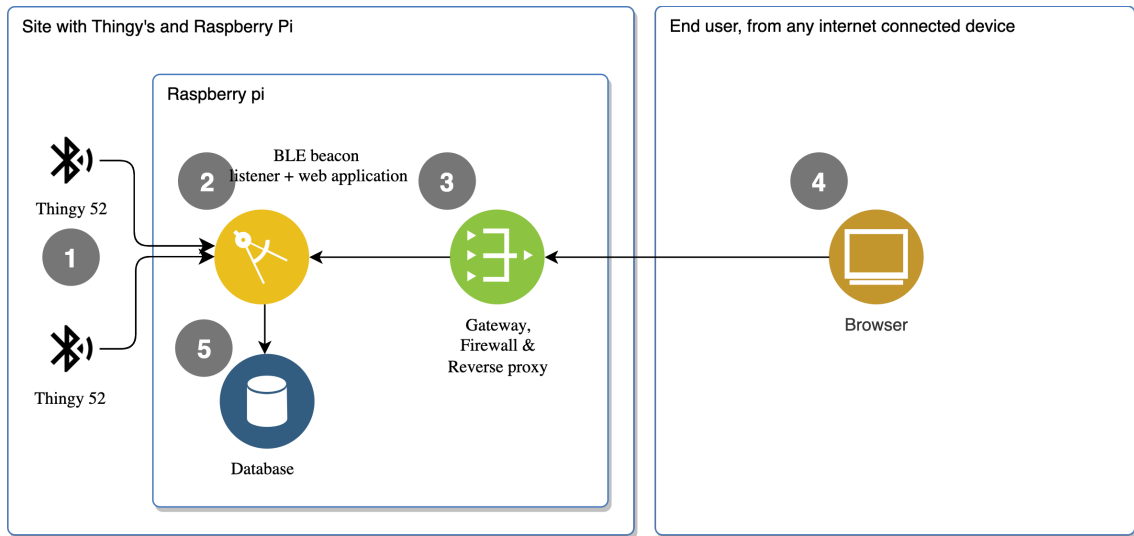 Site with Thingy's and Raspberry Pi
End user, from any internet connected device
Raspberry pi
BLE beacon
listener + web application
2
3
4
Thingy 52
1
Gateway,
Firewall &
Reverse proxy
Browser
5
Thingy 52
Database